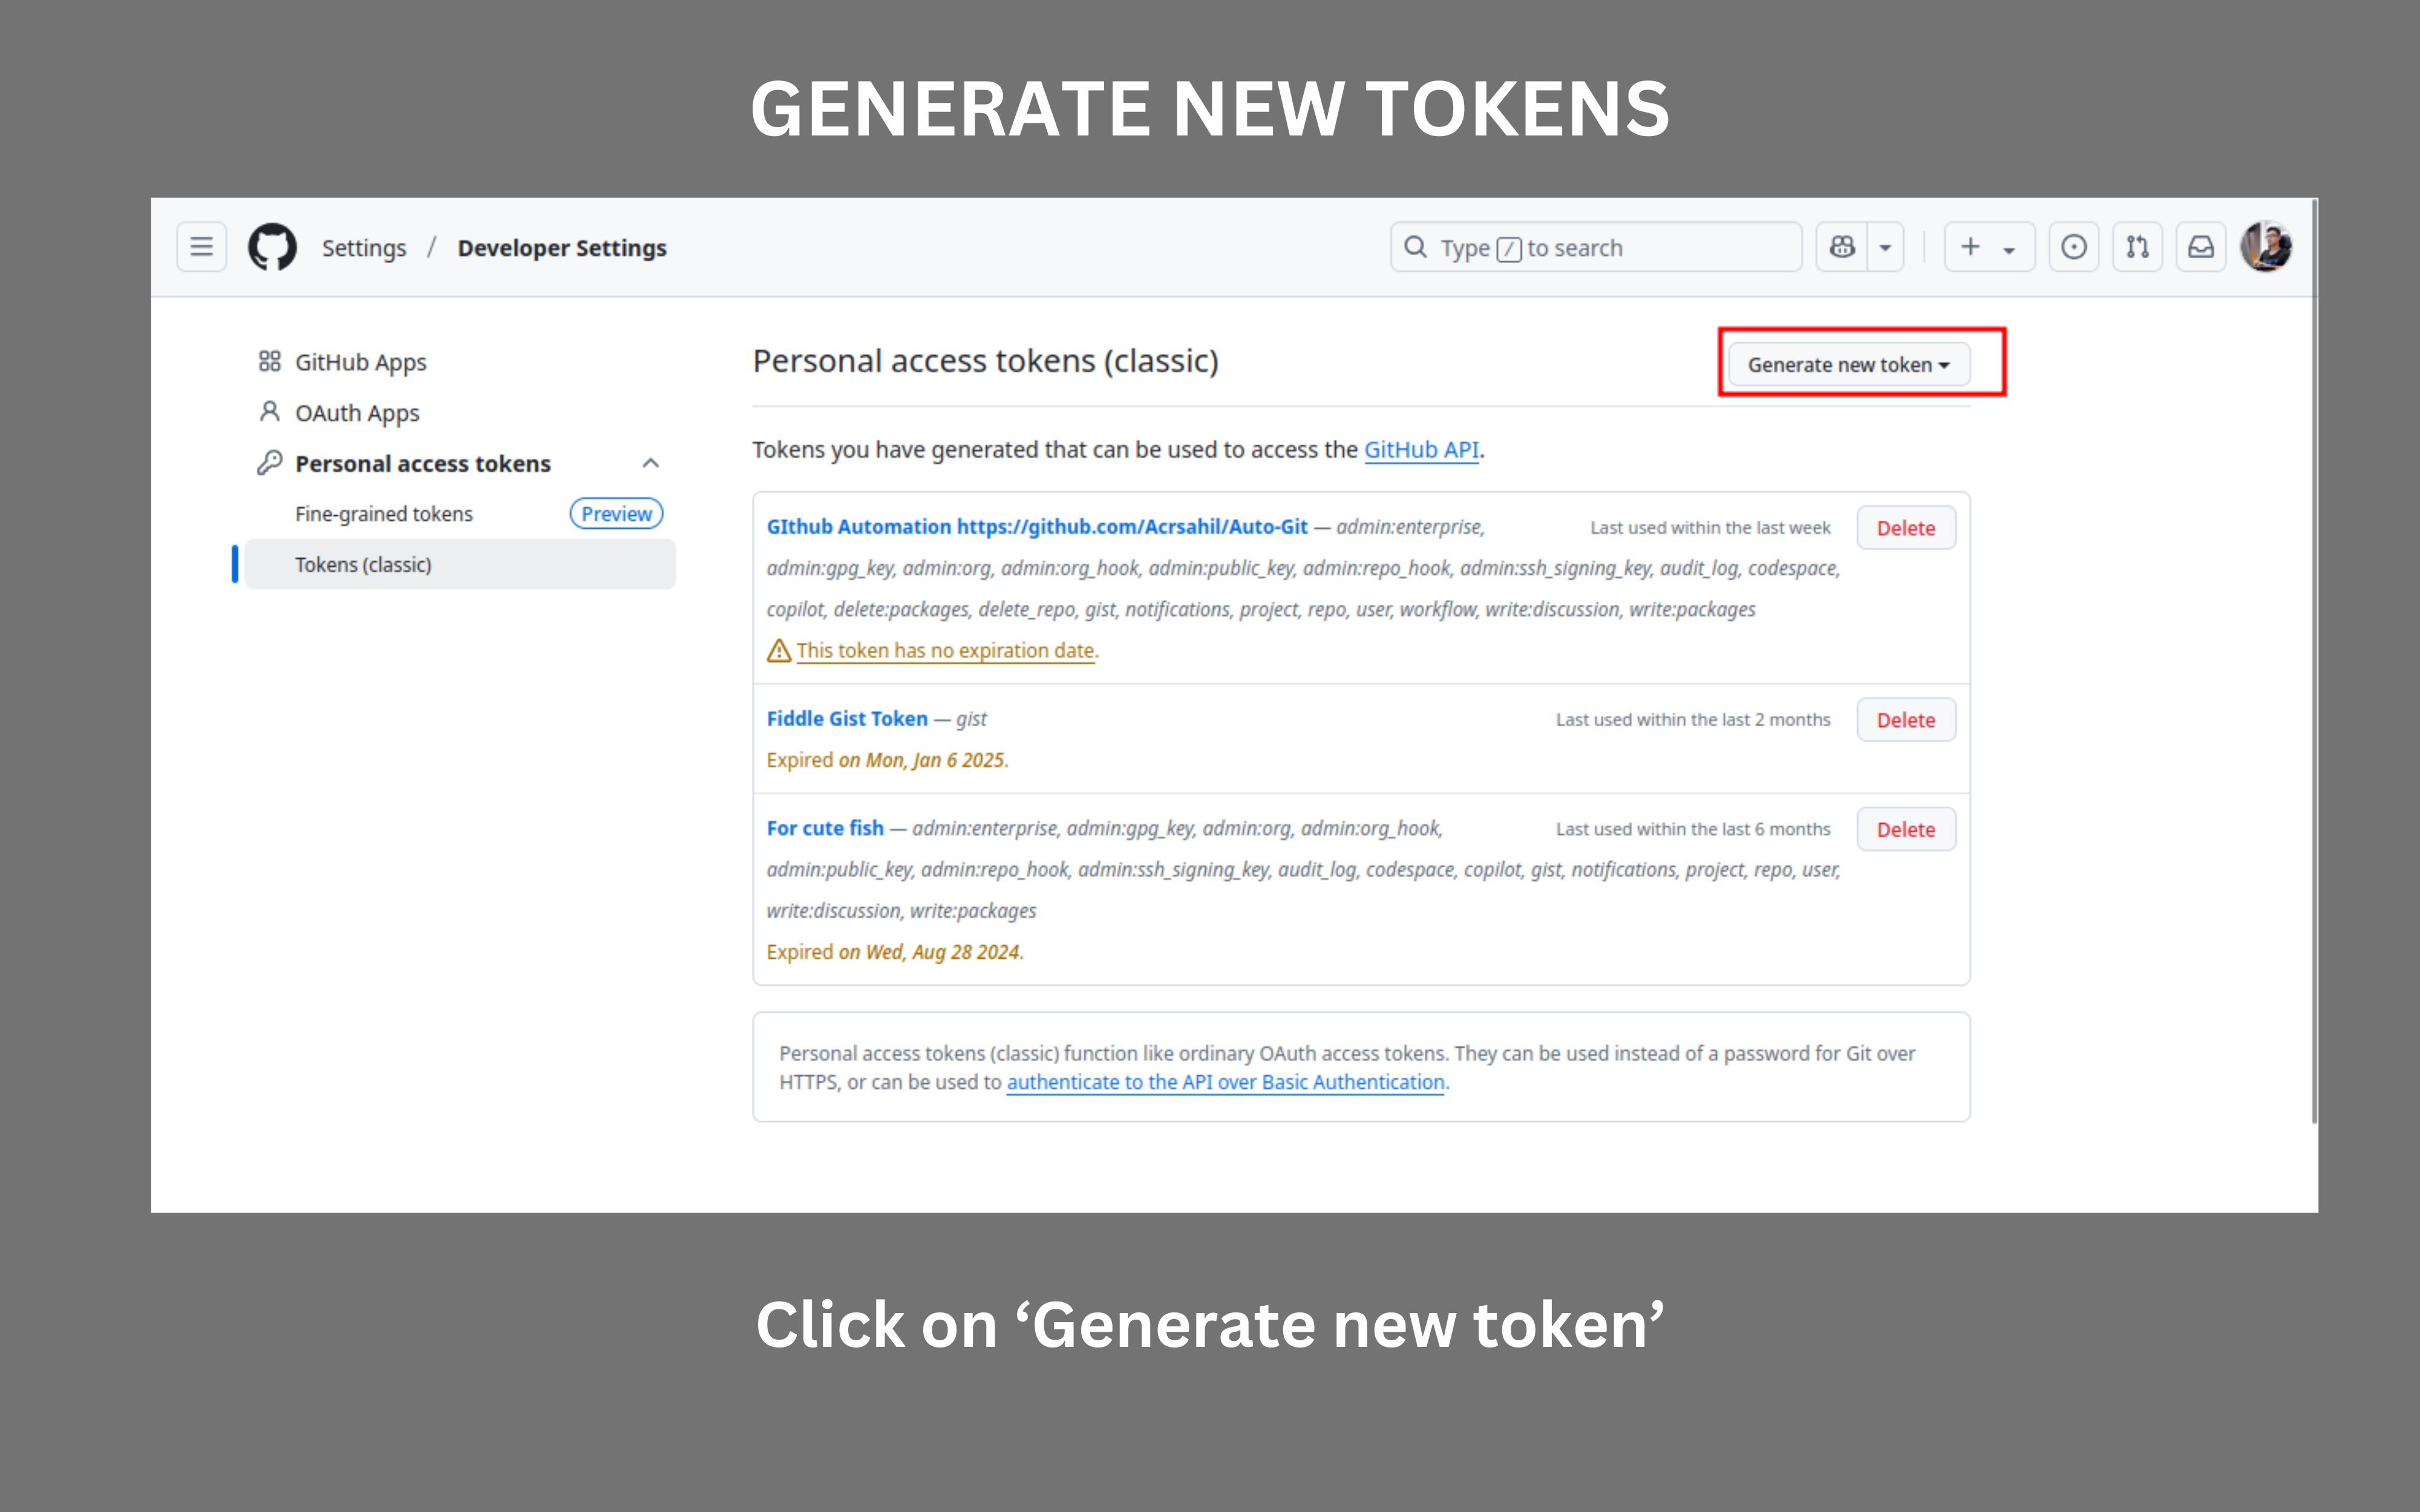 GENERATE NEW TOKENS
Settings / Developer Settings
Type / to search
GitHub Apps
OAuth Apps
Personal access tokens
Fine-grained tokens Preview
Tokens (classic)
Personal access tokens (classic)
Generate new token
Tokens you have generated that can be used to access the GitHub API.
GIthub Automation https://github.com/Acrsahil/Auto-Git — admin:enterprise, Last used within the last week Delete
admin:gpg_key, admin:org, admin:org_hook, admin:public_key, admin:repo_hook, admin:ssh_signing_key, audit_log, codespace,
copilot, delete:packages, delete_repo, gist, notifications, project, repo, user, workflow, write:discussion, write:packages
This token has no expiration date.
Fiddle Gist Token — gist Last used within the last 2 months Delete
Expired on Mon, Jan 6 2025.
For cute fish — admin:enterprise, admin:gpg_key, admin:org, admin:org_hook, Last used within the last 6 months Delete
admin:public_key, admin:repo_hook, admin:ssh_signing_key, audit_log, codespace, copilot, gist, notifications, project, repo, user,
write:discussion, write:packages
Expired on Wed, Aug 28 2024.
Personal access tokens (classic) function like ordinary OAuth access tokens. They can be used instead of a password for Git over
HTTPS, or can be used to authenticate to the API over Basic Authentication.
Click on ‘Generate new token’